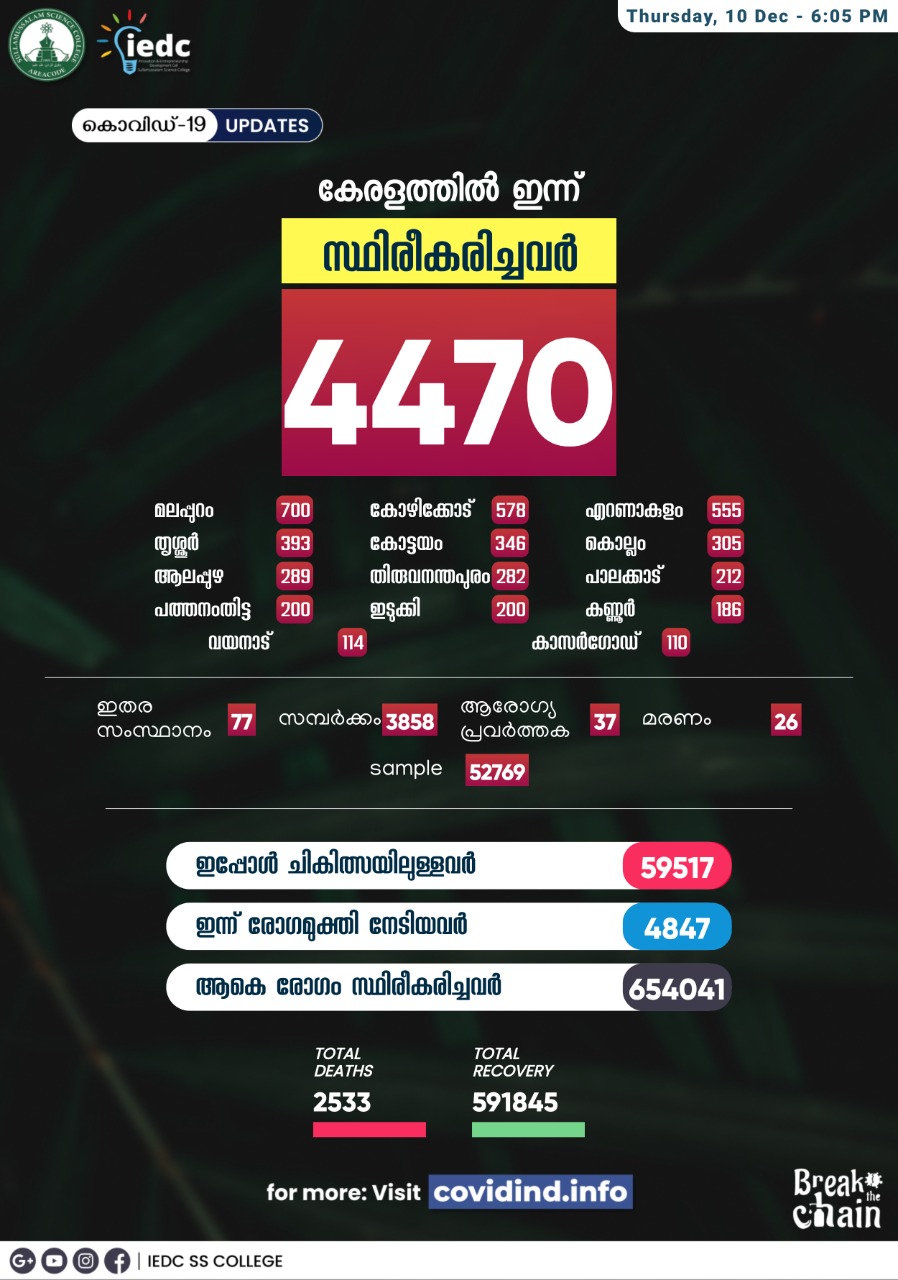 Thursday, 10 Dec - 6:05 PM
SULLAMUSSALAM SCIENCE COLLEGE
AREACODE
iedc
കൊവിഡ്-19 UPDATES
കേരളത്തിൽ ഇന്ന്
സ്ഥിരീകരിച്ചവർ
4470
മലപ്പുറം 700 കോഴിക്കോട് 578 എറണാകുളം 555
തൃശ്ശൂർ 393 കോട്ടയം 346 കൊല്ലം 305
ആലപ്പുഴ 289 തിരുവനന്തപുരം 282 പാലക്കാട് 212
പത്തനംതിട്ട 200 ഇടുക്കി 200 കണ്ണൂർ 186
വയനാട് 114 കാസർഗോഡ് 110
ഇതര
സംസ്ഥാനം 77 സമ്പർക്കം 3858 ആരോഗ്യ
പ്രവർത്തക 37 മരണം 26
sample 52769
ഇപ്പോൾ ചികിത്സയിലുള്ളവർ 59517
ഇന്ന് രോഗമുക്തി നേടിയവർ 4847
ആകെ രോഗം സ്ഥിരീകരിച്ചവർ 654041
TOTAL
DEATHS
2533
TOTAL
RECOVERY
591845
for more: Visit covidind.info
Break
the
chain
G+ f | IEDC SS COLLEGE